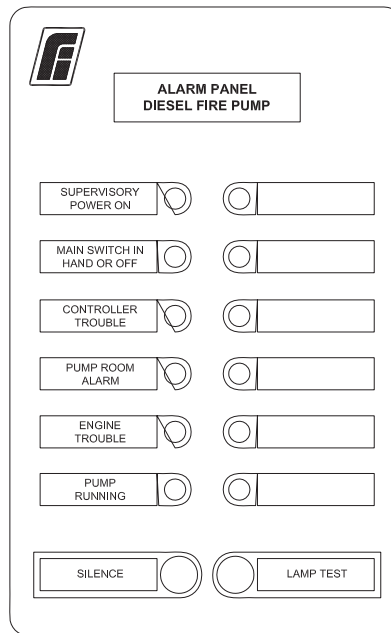 ALARM PANEL
DIESEL FIRE PUMP
SUPERVISORY
POWER ON
MAIN SWITCH IN
HAND OR OFF
CONTROLLER
TROUBLE
PUMP ROOM
ALARM
ENGINE
TROUBLE
PUMP
RUNNING
SILENCE
LAMP TEST